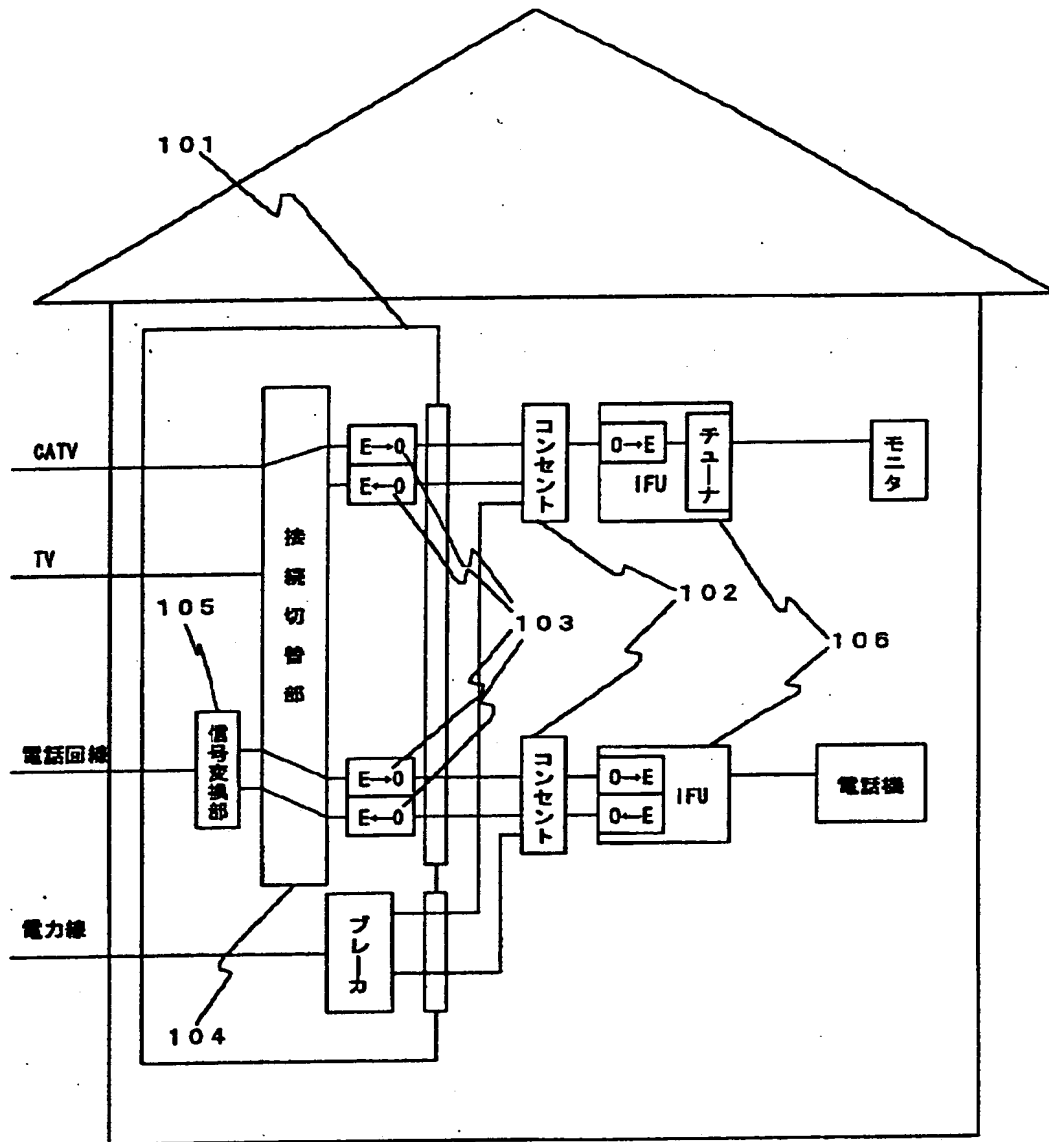 101
CATV
E→O
E←O
コンセント
O→E
IFU
チューナ
モニタ
TV
接続切替部
105
103
102
106
電話回線
信号変換部
E→O
E←O
コンセント
O→E
O←E
IFU
電話機
電力線
ブレーカ
104